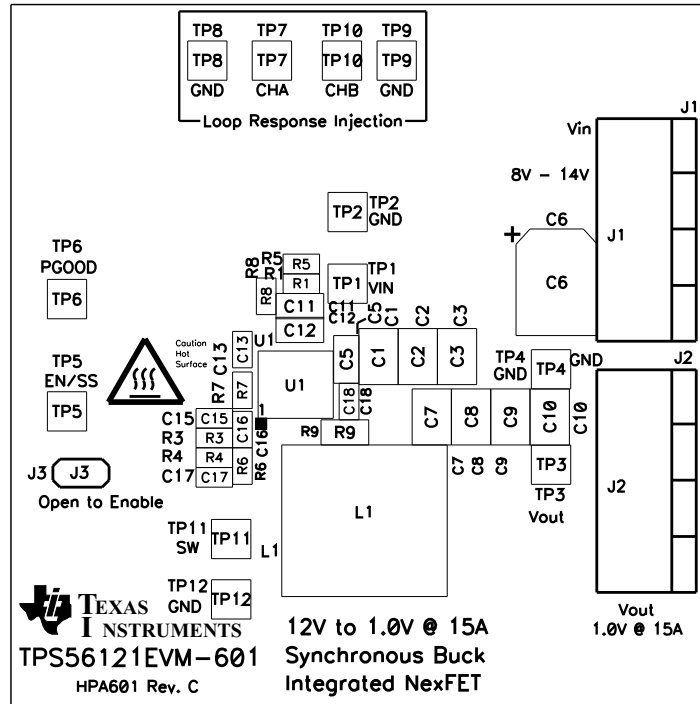 TP8 TP7 TP10 TP9
TP8 TP7 TP10 TP9
GND CHA CHB GND
Loop Response Injection
J1
Vin
8V - 14V
C6
+
J1
C6
TP2 TP2
GND
TP6
PGOOD
TP6
R5 R5
R8 R1 R1
R8
TP1 TP1
VIN
C11 C11
C12 C12
C5 C1 C2 C3
U1
C13 C13
Caution
Hot
Surface
U1
C5 C1 C2 C3
C18 C18
TP4
GND
TP4
GND
J2
TP5
EN/SS
TP5
R7 R7
1
C15 C15
R3 R3
C16 C16
R4 R4
C17 C17
R6 R6
R9 R9
C7 C8 C9 C10 C10
C7 C8 C9
TP3
TP3
Vout
J3 J3
Open to Enable
L1
L1
J2
TP11
SW
TP11
TP12
GND
TP12
TEXAS
INSTRUMENTS
TPS56121EVM-601
HPA601 Rev. C
12V to 1.0V @ 15A
Synchronous Buck
Integrated NexFET
Vout
1.0V @ 15A